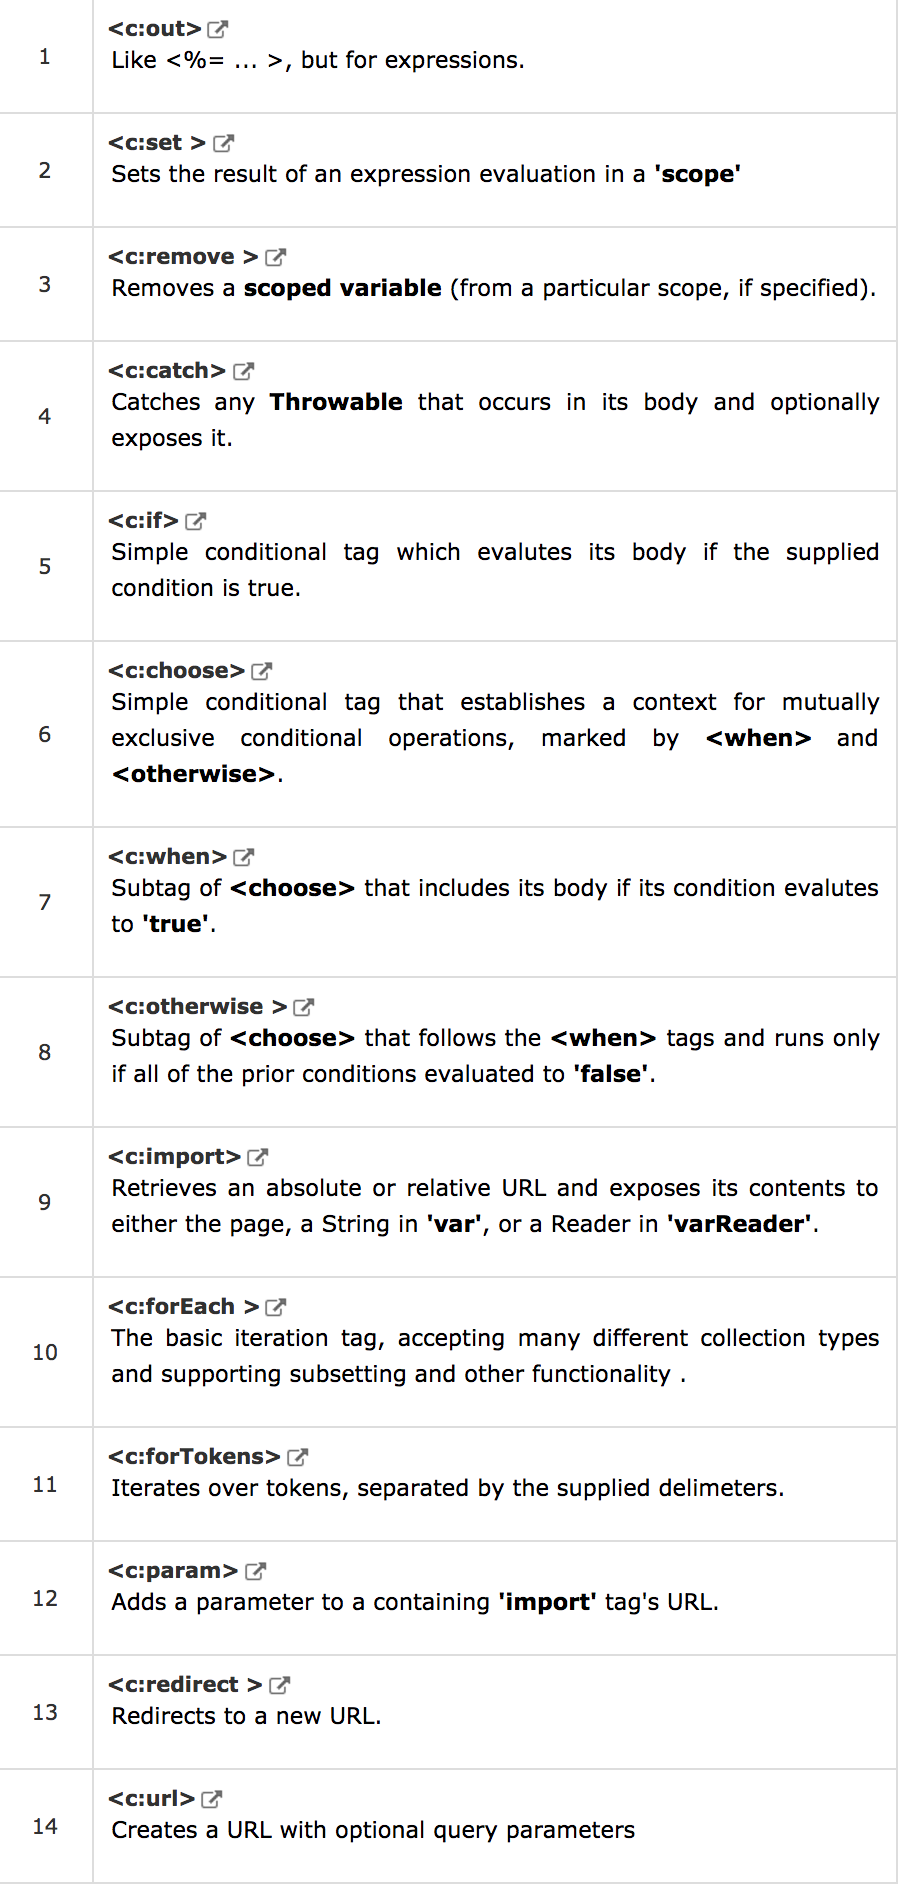 1
<c:out>
Like <%= ... >, but for expressions.
2
<c:set >
Sets the result of an expression evaluation in a 'scope'
3
<c:remove >
Removes a scoped variable (from a particular scope, if specified).
4
<c:catch>
Catches any Throwable that occurs in its body and optionally
exposes it.
5
<c:if>
Simple conditional tag which evalutes its body if the supplied
condition is true.
6
<c:choose>
Simple conditional tag that establishes a context for mutually
exclusive conditional operations, marked by <when> and
<otherwise>.
7
<c:when>
Subtag of <choose> that includes its body if its condition evalutes
to 'true'.
8
<c:otherwise >
Subtag of <choose> that follows the <when> tags and runs only
if all of the prior conditions evaluated to 'false'.
9
<c:import>
Retrieves an absolute or relative URL and exposes its contents to
either the page, a String in 'var', or a Reader in 'varReader'.
10
<c:forEach >
The basic iteration tag, accepting many different collection types
and supporting subsetting and other functionality .
11
<c:forTokens>
Iterates over tokens, separated by the supplied delimeters.
12
<c:param>
Adds a parameter to a containing 'import' tag's URL.
13
<c:redirect >
Redirects to a new URL.
14
<c:url>
Creates a URL with optional query parameters